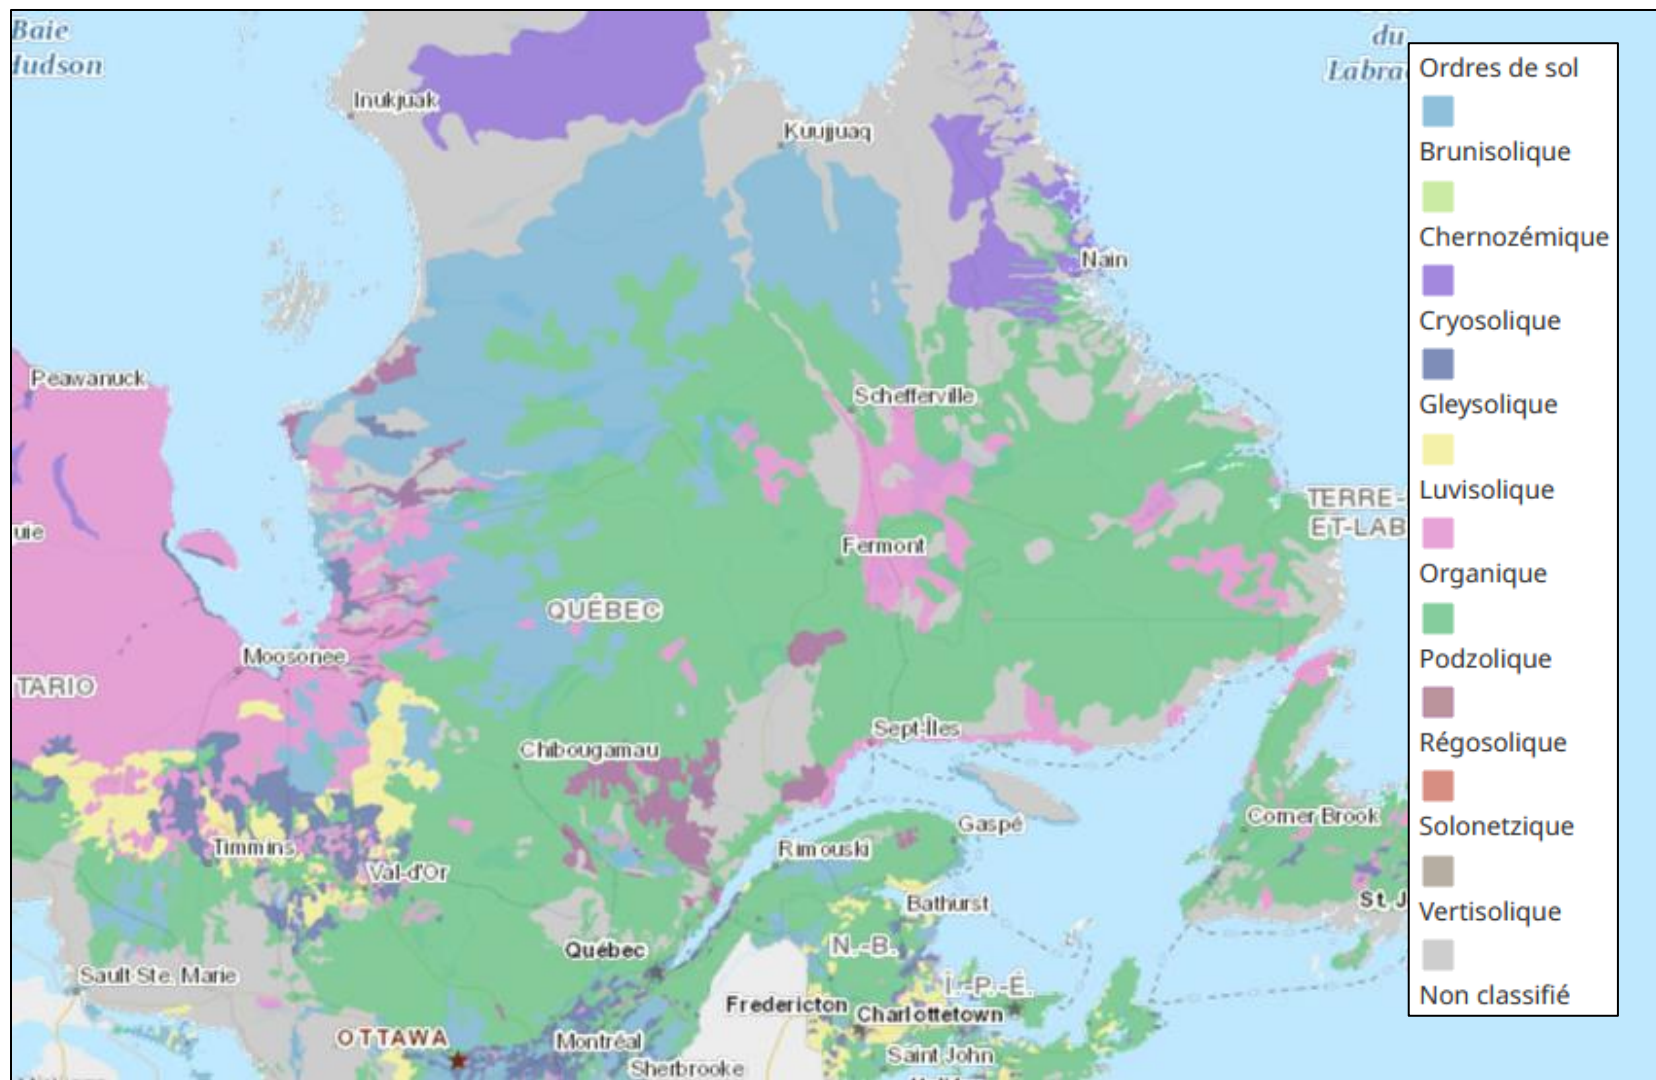 Baie
Hudson
du
Labra
Inukjuak
Kuujjuaq
Nain
Peawanuck
Schefferville
TERRE-
ET-LAB
uie
Fermont
QUÉBEC
Moosonee
TARIO
Sept-Îles
Chibougamau
Gaspé
Corner Brook
Rimouski
Timmins
Val-d'Or
Bathurst
St. J
Québec
N.-B.
Sault Ste. Marie
Î.-P.-É.
Fredericton
Charlottetown
OTTAWA
Montréal
Saint John
Sherbrooke
Ordres de sol
Brunisolique
Chernozémique
Cryosolique
Gleysolique
Luvisolique
Organique
Podzolique
Régosolique
Solonetzique
Vertisolique
Non classifié